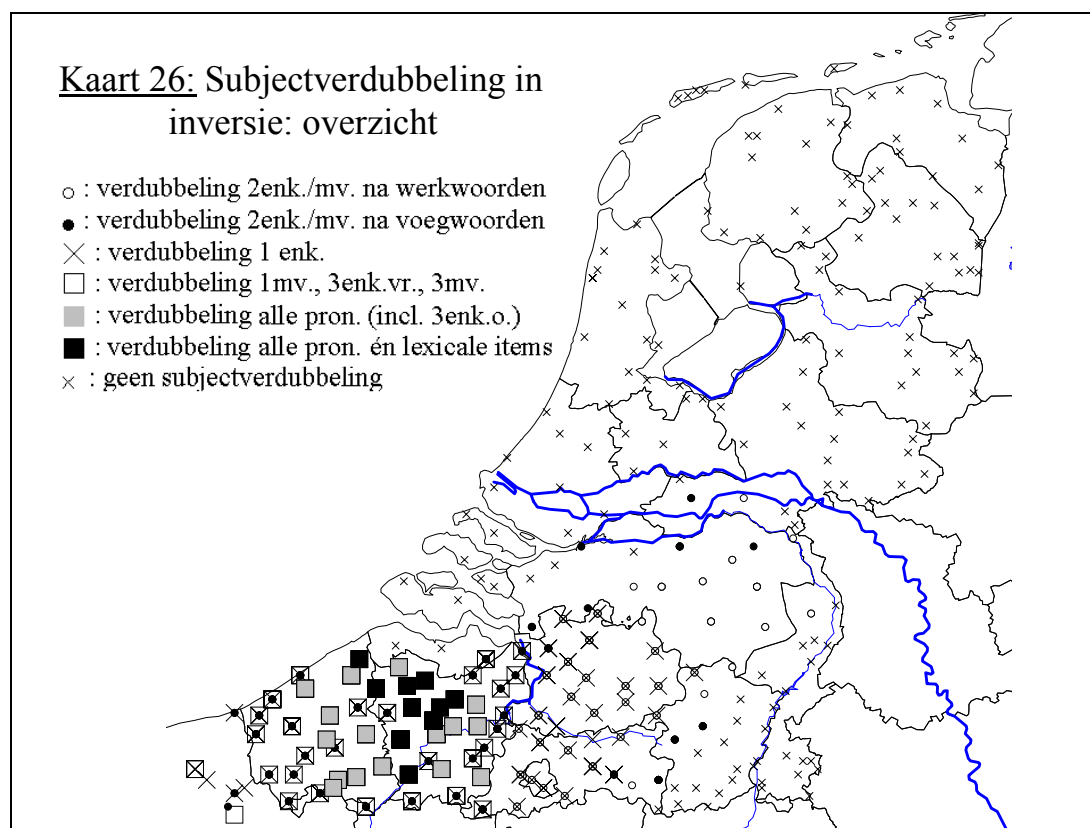 Kaart 26: Subjectverdubbeling in
inversie: overzicht
: verdubbeling 2enk./mv. na werkwoorden
: verdubbeling 2enk./mv. na voegwoorden
: verdubbeling 1 enk.
: verdubbeling 1mv., 3enk.vr., 3mv.
: verdubbeling alle pron. (incl. 3enk.o.)
: verdubbeling alle pron. én lexicale items
: geen subjectverdubbeling